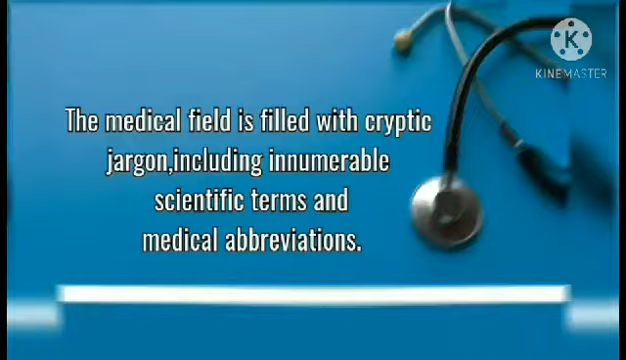 KINEMASTER
The medical field is filled with cryptic
jargon,including innumerable
scientific terms and
medical abbreviations.